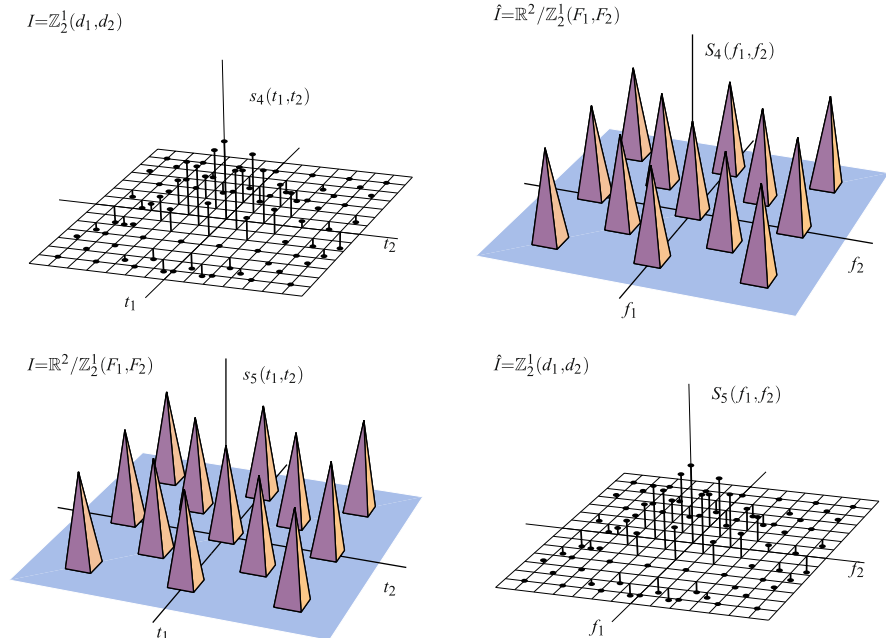 I=ℤ₂¹(d₁,d₂)
s₄(t₁,t₂)
t₂
t₁
Î=ℝ²/ℤ₂¹(F₁,F₂)
S₄(f₁,f₂)
f₂
f₁
I=ℝ²/ℤ₂¹(F₁,F₂)
s₅(t₁,t₂)
t₂
t₁
Î=ℤ₂¹(d₁,d₂)
S₅(f₁,f₂)
f₂
f₁